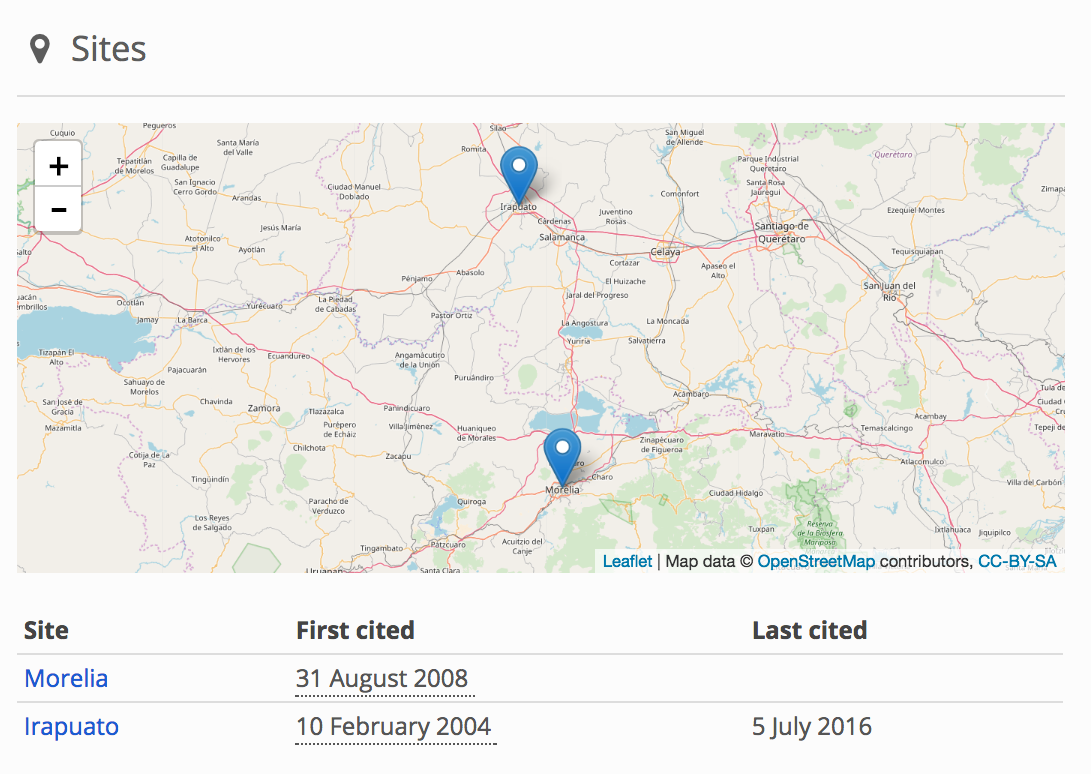 Sites
Cuquio
Pegueros
Silao
Santa María
del Valle
Romita
San Miguel
de Allende
Tepatitlán
de Morelos
Capilla de
Guadalupe
Parque Industrial
Querétaro
Querétaro
+
San Ignacio
Cerro Gordo
Ciudad Manuel
Doblado
Santa Rosa
Jauregui
Arandas
Comonfort
Irapuato
−
Juventino
Rosas
Ezequiel Montes
Cárdenas
Jesús María
Santiago de
Querétaro
Salamanca
Atotonilco
el Alto
Ayotlán
Celaya
Tequisquiapan
Cortazar
Apaseo el
Alto
Pénjamo
Abasolo
El Huizache
San Juan del
Río
Jaral del Progreso
Ocotlán
La Piedad
de Cabadas
Yurécuaro
Jamay
La Barca
Pastor Ortiz
La Angostura
La Moncada
Yuriria
Salvatierra
Tizapán El
Alto
Ixtlán de los
Hervores
Ecuandureo
Angamácutiro
de la Unión
Pajacuarán
Puruándiro
Sahuayo de
Morelos
Acámbaro
San José de
Gracia
Chavinda
Zamora
Tlazazalca
Panindicuaro
Acambay
Mazamitla
Purépero
de Echáiz
Villa Jiménez
Huaniqueo
de Morales
Temascalcingo
Maravatio
Zinapécuaro
de Figueroa
Chilchota
Cotija de La
Paz
Zacapu
Atlacomulco
Tingüindín
Charo
Morelia
Villa del Carbón
Ciudad Hidalgo
Paracho de
Verduzco
Quiroga
Los Reyes
de Salgado
Tuxpan
Reserva
de la Biosfera
Mariposa
Ixtlahuaca
Jiquipilco
Tingambato
Pátzcuaro
Acuitzio del
Canje
Uruapan
Santa Clara
Leaflet | Map data © OpenStreetMap contributors, CC-BY-SA
Site First cited Last cited
Morelia 31 August 2008
Irapuato 10 February 2004 5 July 2016